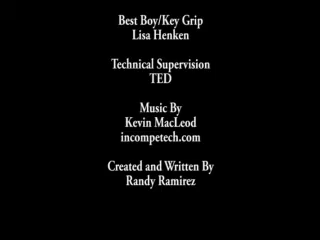 Best Boy/Key Grip
Lisa Henken
Technical Supervision
TED
Music By
Kevin MacLeod
incompetech.com
Created and Written By
Randy Ramirez